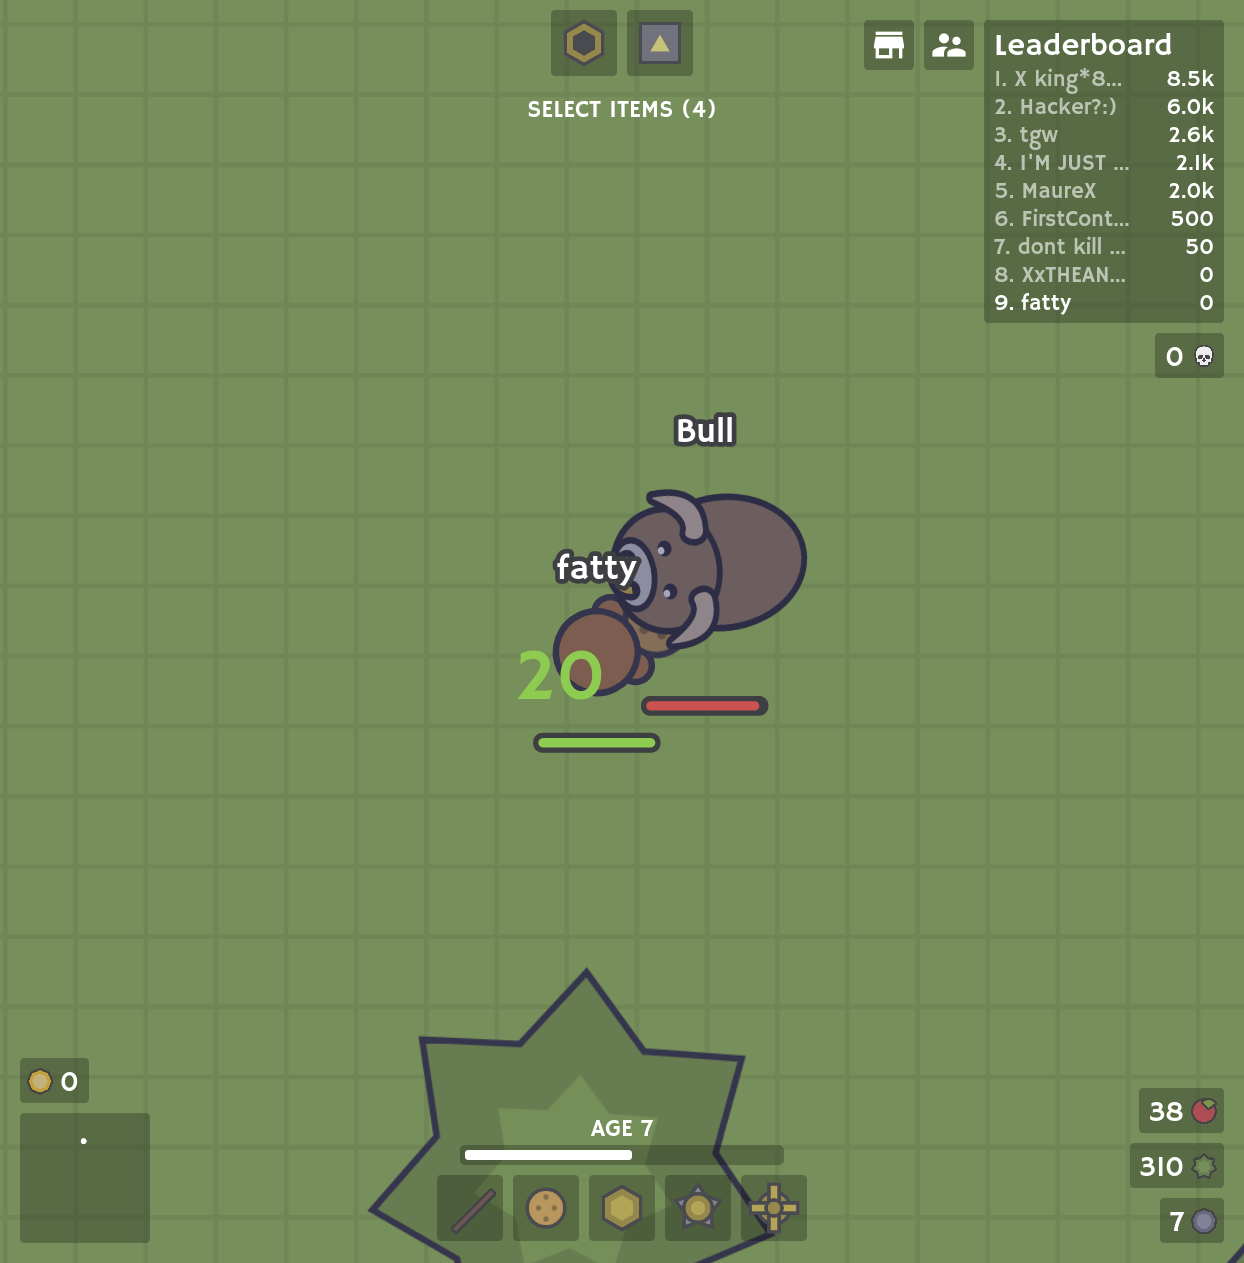 SELECT ITEMS (4)
Leaderboard
1. X king*8... 8.5k
2. Hacker?:) 6.0k
3. tgw 2.6k
4. I'M JUST ... 2.1k
5. MaureX 2.0k
6. FirstCont... 500
7. dont kill ... 50
8. XxTHEAN... 0
9. fatty 0
0
Bull
fatty
20
0
AGE 7
38
310
7